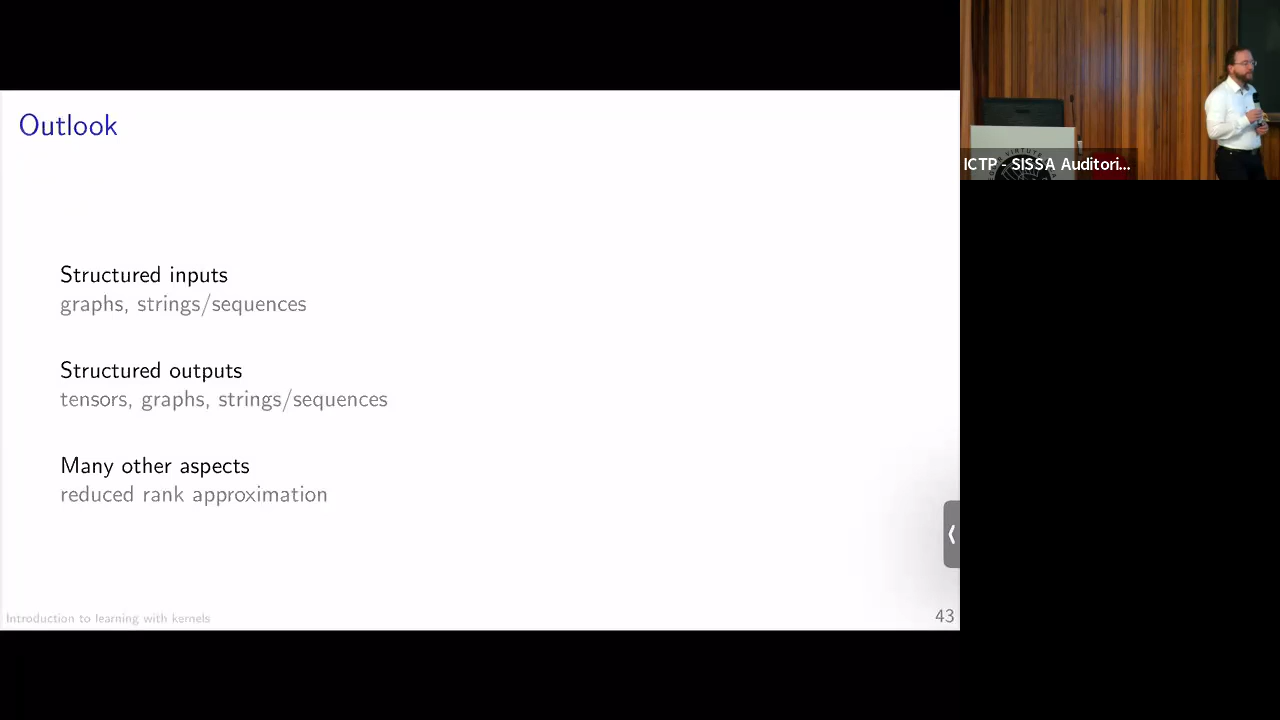 Outlook
Structured inputs
graphs, strings/sequences
Structured outputs
tensors, graphs, strings/sequences
Many other aspects
reduced rank approximation
Introduction to learning with kernels
43
ICTP - SISSA Auditori...
VIRTUTE